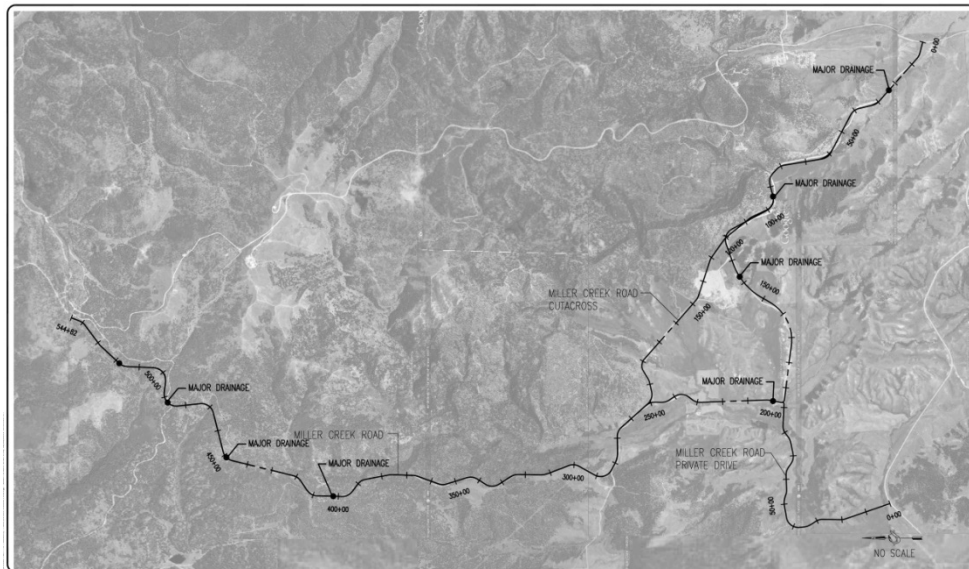 0+00
MAJOR DRAINAGE
50+00
MAJOR DRAINAGE
100+00
MAJOR DRAINAGE
150+00
MILLER CREEK ROAD
CUTACROSS
150+00
544+82
500+00
MAJOR DRAINAGE
MAJOR DRAINAGE
250+00
200+00
MILLER CREEK ROAD
MAJOR DRAINAGE
450+00
MAJOR DRAINAGE
MILLER CREEK ROAD
PRIVATE DRIVE
300+00
350+00
400+00
50+00
0+00
NO SCALE